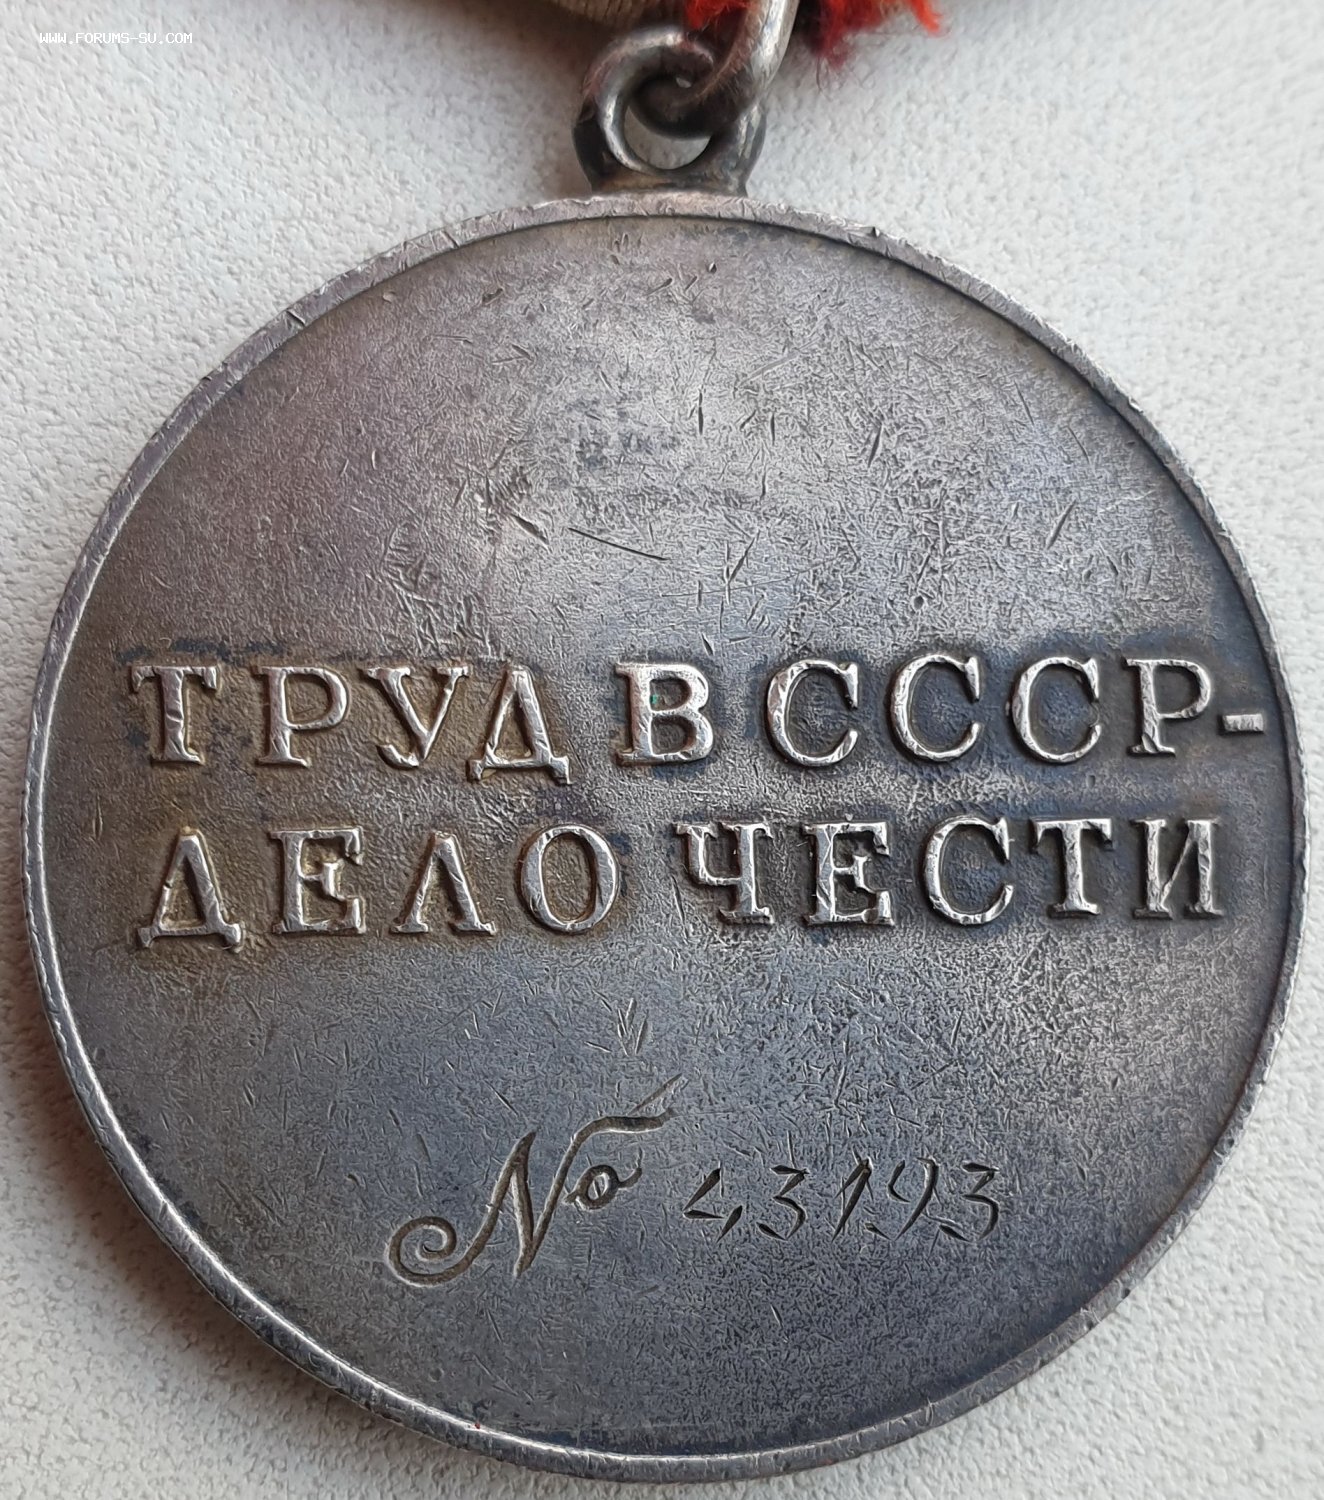 WWW.FORUMS-SU.COM
ТРУД В СССР-
ДЕЛО ЧЕСТИ
№ 43193